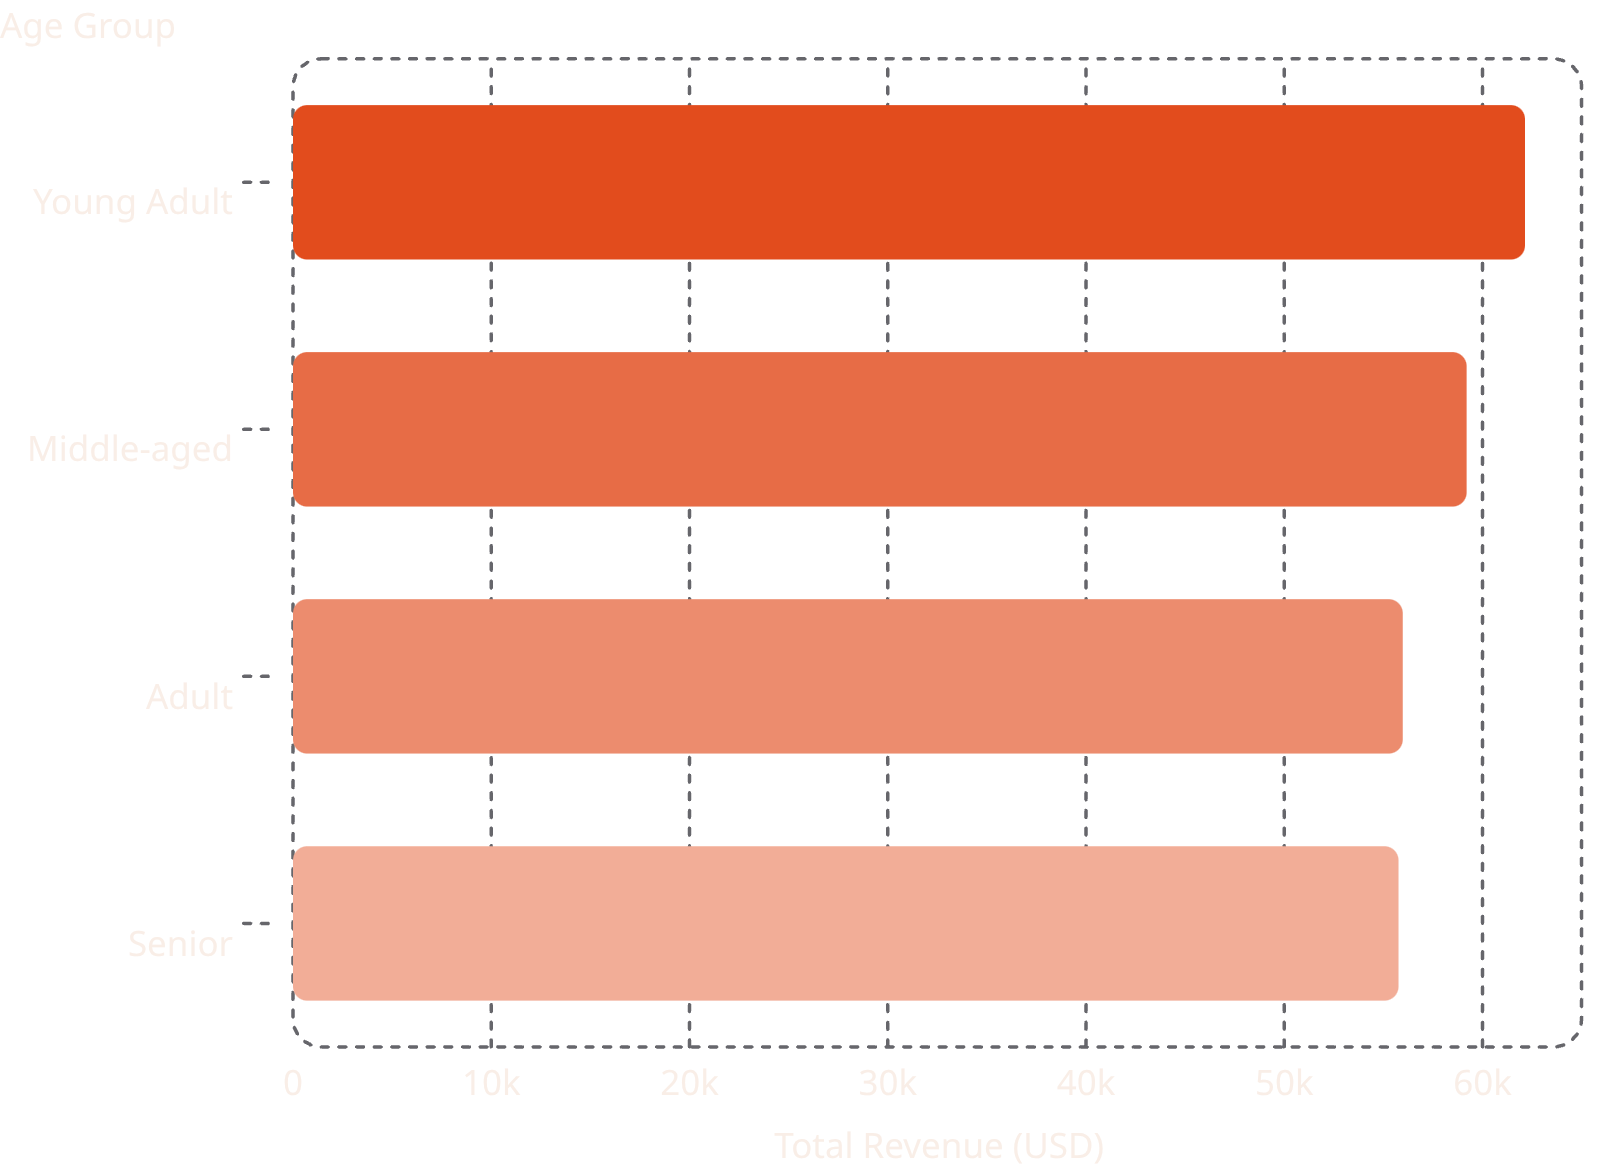 Age Group
Young Adult
Middle-aged
Adult
Senior
0 10k 20k 30k 40k 50k 60k
Total Revenue (USD)